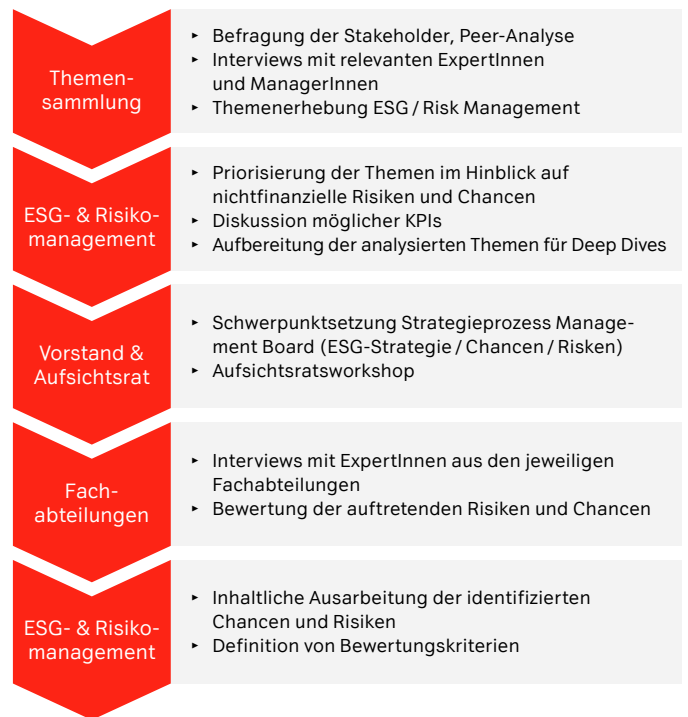 Themen-
sammlung
‣ Befragung der Stakeholder, Peer-Analyse
‣ Interviews mit relevanten ExpertInnen
und ManagerInnen
‣ Themenerhebung ESG / Risk Management
ESG- & Risiko-
management
‣ Priorisierung der Themen im Hinblick auf
nichtfinanzielle Risiken und Chancen
‣ Diskussion möglicher KPIs
‣ Aufbereitung der analysierten Themen für Deep Dives
Vorstand &
Aufsichtsrat
‣ Schwerpunktsetzung Strategieprozess Manage-
ment Board (ESG-Strategie / Chancen / Risken)
‣ Aufsichtsratsworkshop
Fach-
abteilungen
‣ Interviews mit ExpertInnen aus den jeweiligen
Fachabteilungen
‣ Bewertung der auftretenden Risiken und Chancen
ESG- & Risiko-
management
‣ Inhaltliche Ausarbeitung der identifizierten
Chancen und Risiken
‣ Definition von Bewertungskriterien